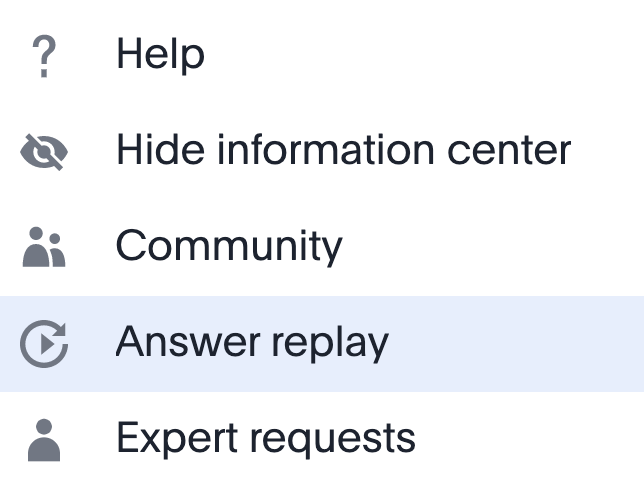 Help
Hide information center
Community
Answer replay
Expert requests